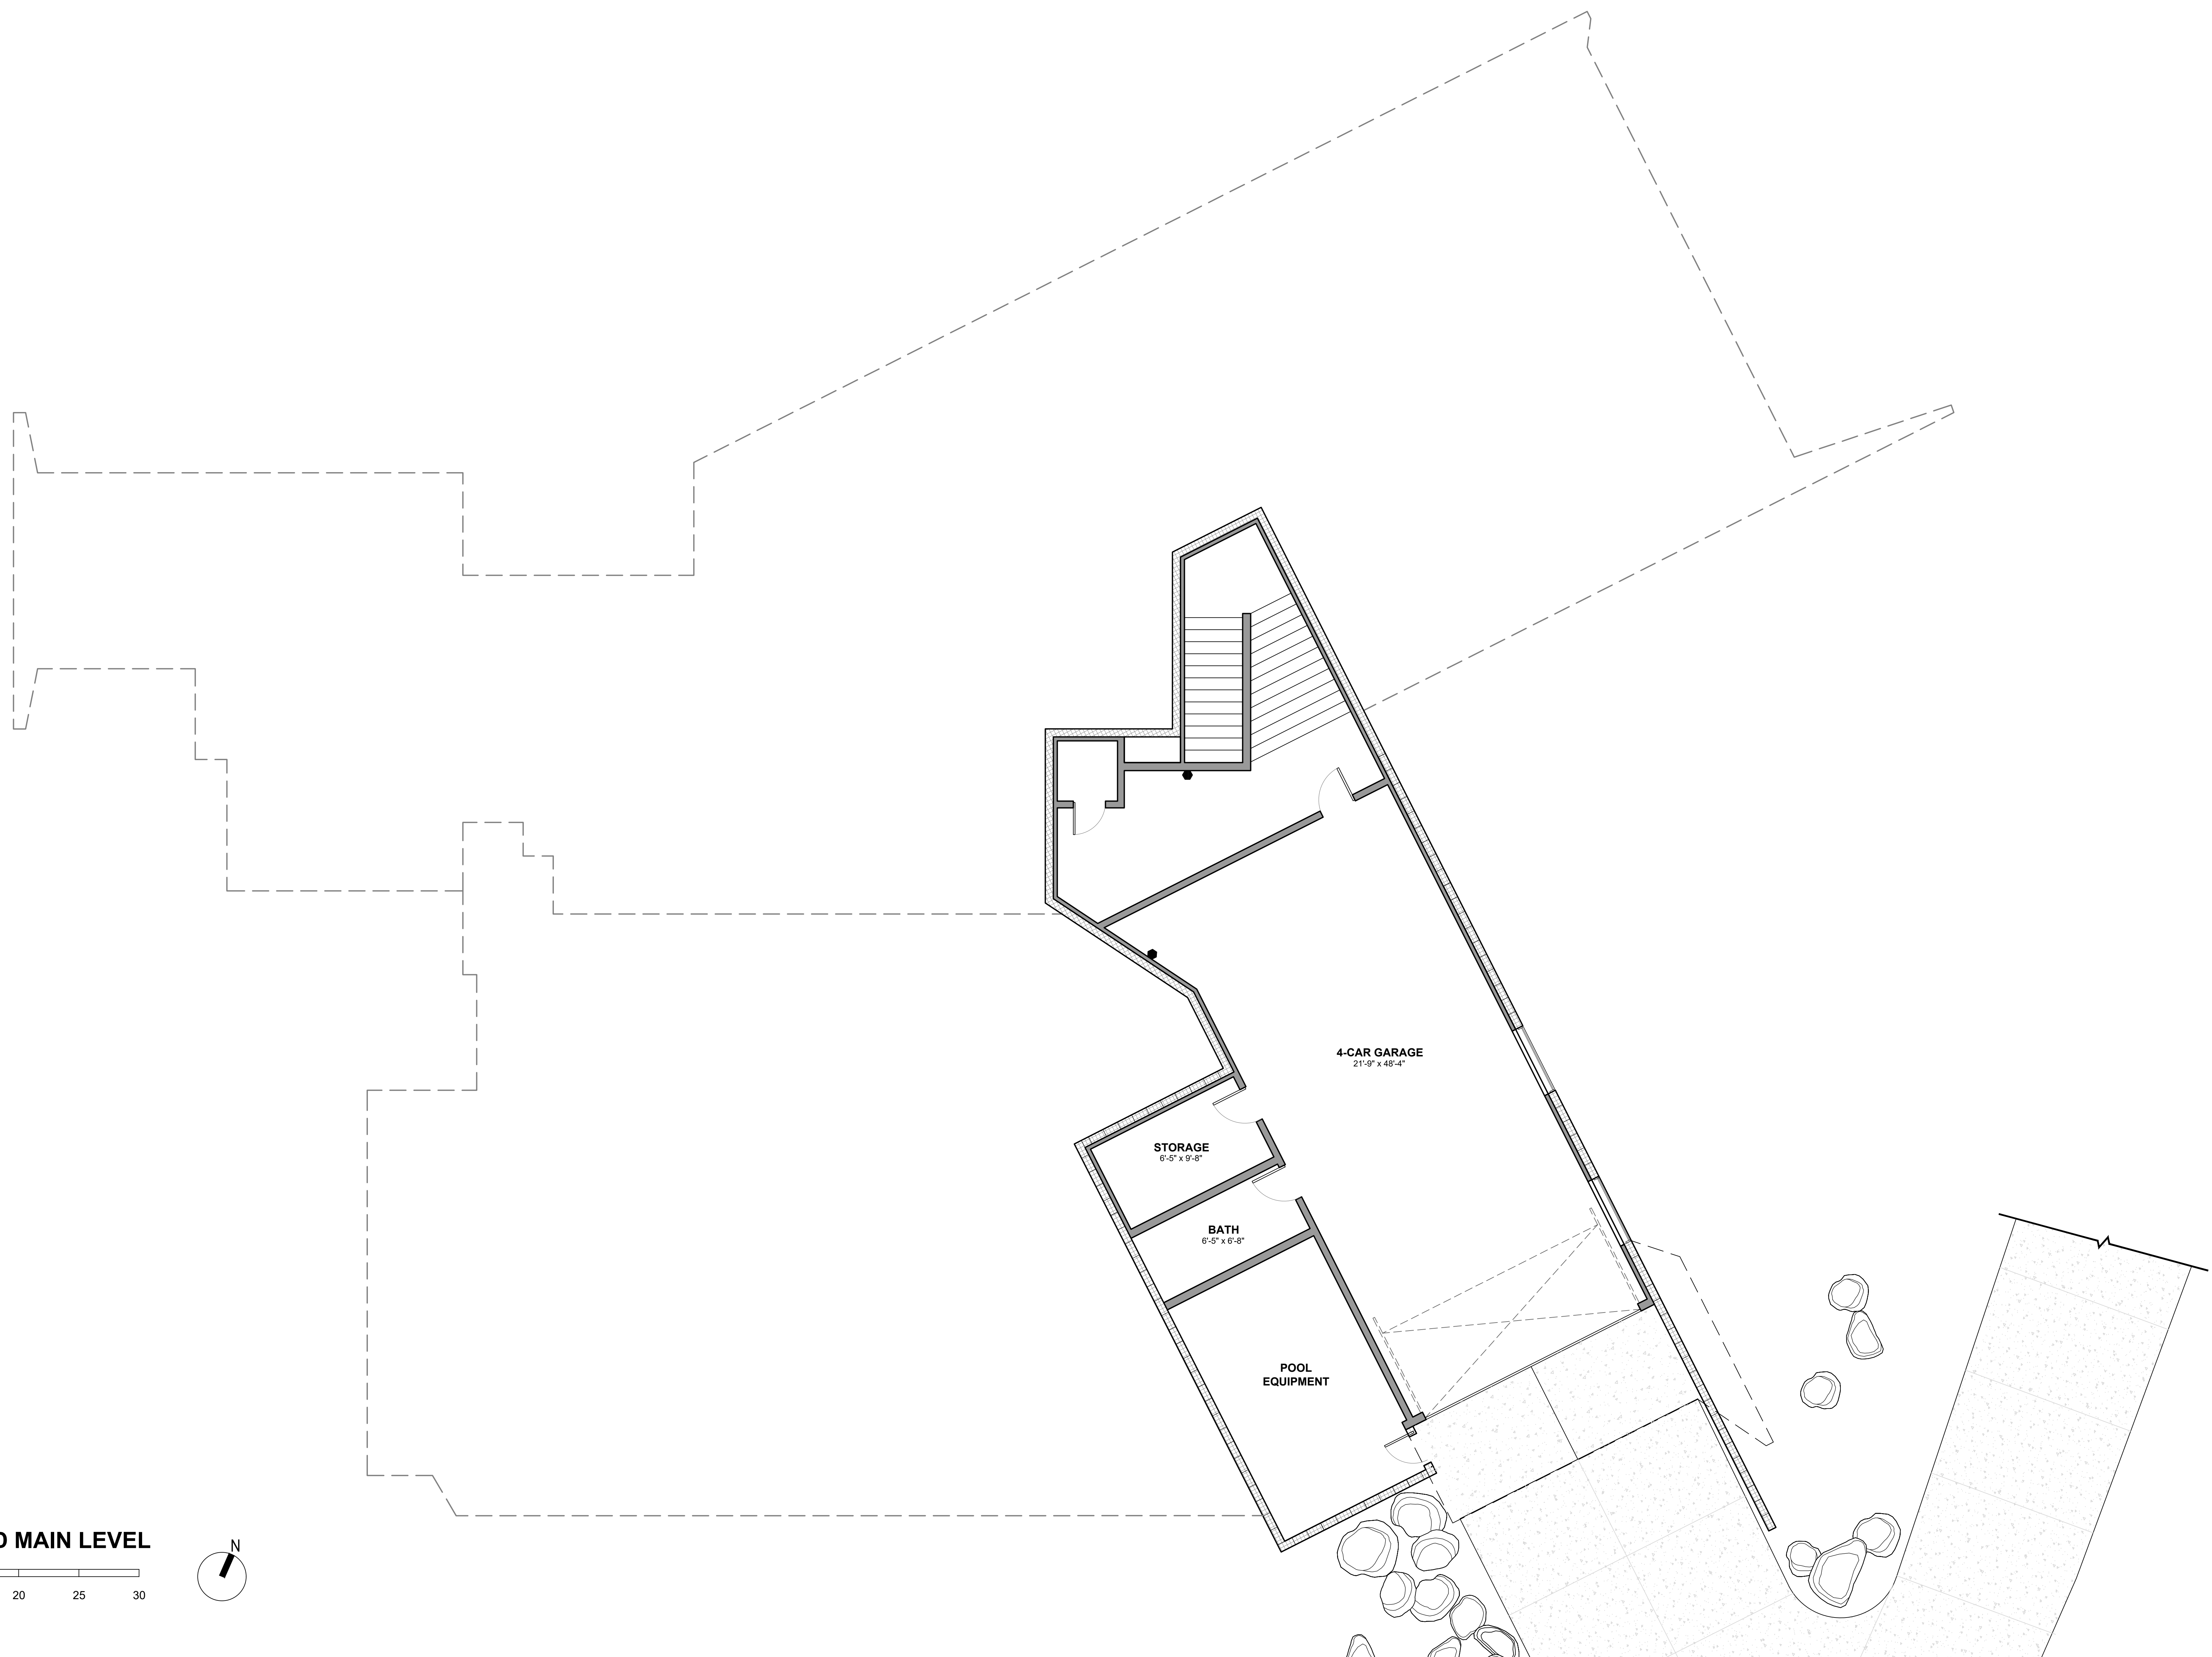 4-CAR GARAGE
21'-9" x 48'-4"
STORAGE
6'-5" x 9'-8"
BATH
6'-5" x 6'-8"
POOL
EQUIPMENT
MAIN LEVEL
N
20 25 30